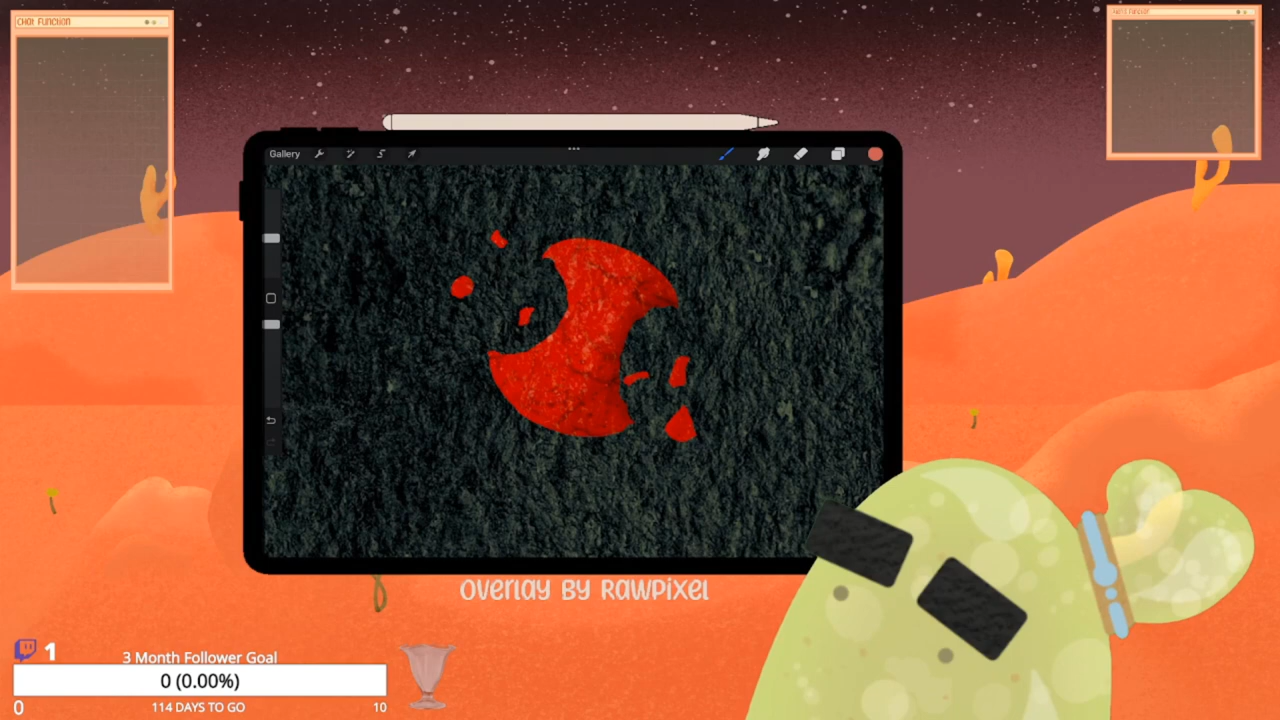 CHAT FUNCTION
Gallery
OVERLAY BY RAWPIXEL
1
3 Month Follower Goal
0 (0.00%)
0
114 DAYS TO GO
10